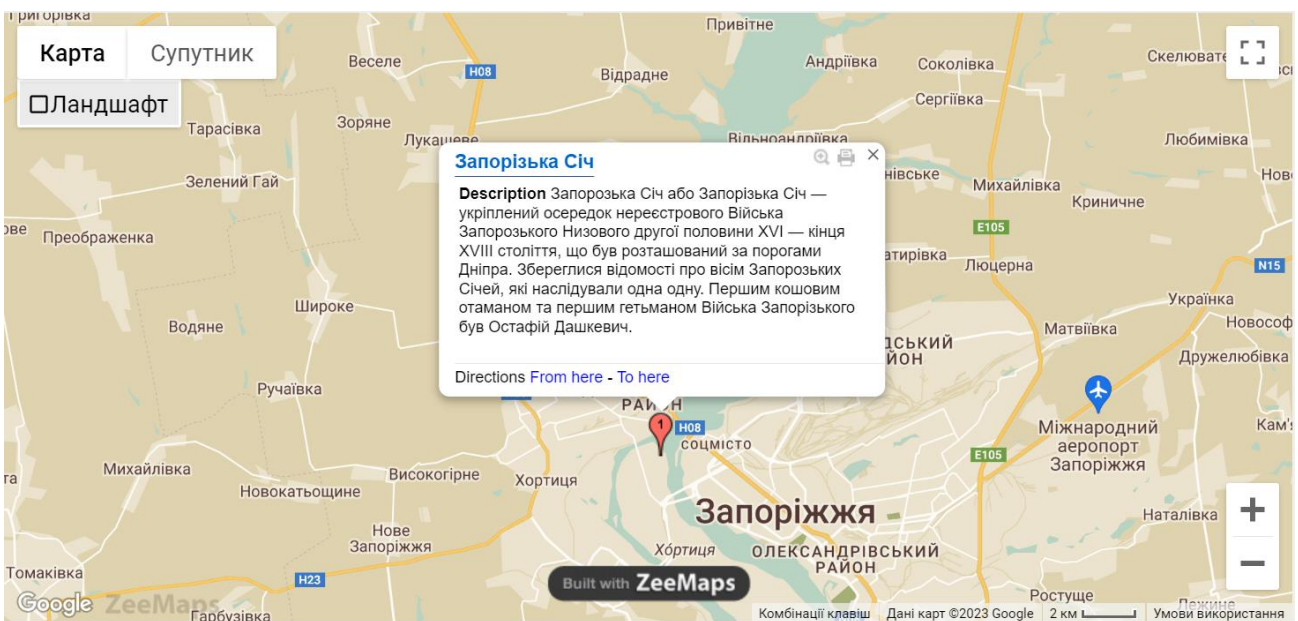 Григорівка
Привітне
Карта
Супутник
Веселе
Н08
Відрадне
Андріївка
Соколівка
Скелювате
Сергіївка
Ландшафт
Тарасівка
Зоряне
Любимівка
Зелений Гай
Запорізька Січ
Михайлівка
Криничне
Description Запорозька Січ або Запорізька Січ —
укріплений осередок нереєстрового Війська
Запорозького Низового другої половини XVI — кінця
XVIII століття, що був розташований за порогами
Дніпра. Збереглися відомості про вісім Запорозьких
Січей, які наслідували одна одну. Першим кошовим
отаманом та першим гетьманом Війська Запорізького
був Остафій Дашкевич.
Преображенка
E105
Люцерна
N15
Українка
Широке
Водяне
Матвіївка
Новософ
Дружелюбівка
Directions From here - To here
Ручаївка
РАЙОН
1
H08
СОЦМІСТО
Міжнародний
аеропорт
Запоріжжя
Кам'я
E105
Михайлівка
Високогірне
Хортиця
Новокатьощине
Запоріжжя
Наталівка
Нове
Запоріжжя
Хортиця
ОЛЕКСАНДРІВСЬКИЙ
РАЙОН
Томаківка
H23
Built with ZeeMaps
Ростуще
Google ZeeMaps
Гарбузівка
Лежине
Комбінації клавіш Дані карт ©2023 Google 2 км Умови використання